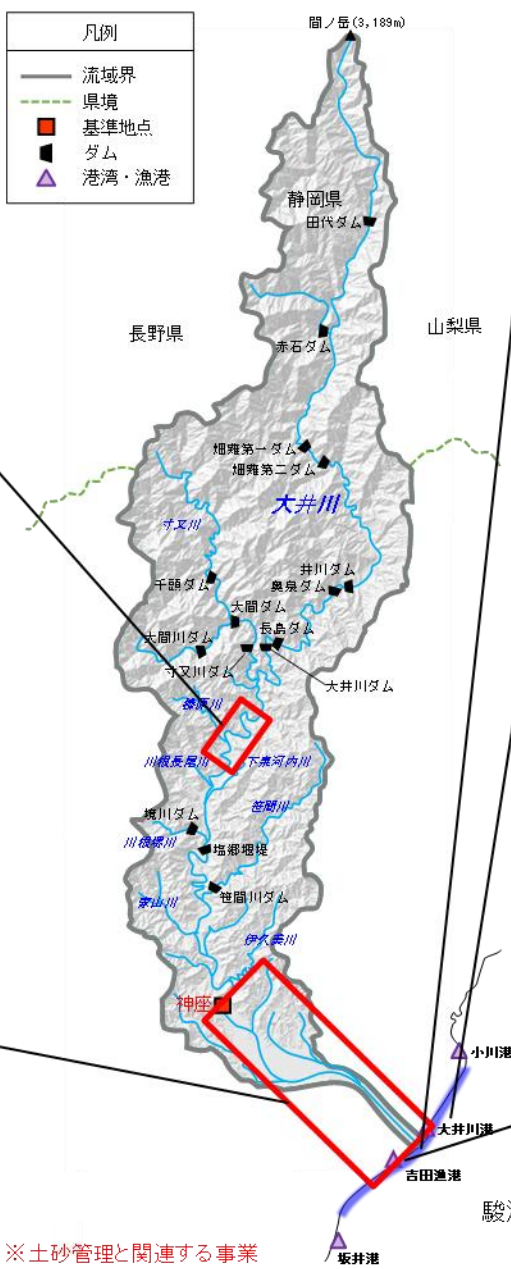 間ノ岳(3,189m)
凡例
流域界
県境
基準地点
ダム
港湾・漁港
静岡県
田代ダム
長野県
山梨県
赤石ダム
畑薙第一ダム
畑薙第二ダム
大井川
寸又川
井川ダム
千頭ダム
奥泉ダム
大間ダム
長島ダム
大間川ダム
寸又川ダム
大井川ダム
榛原川
川根長尾川
下泉河内川
境川ダム
笹間川
川根境川
塩郷堰堤
笹間川ダム
家山川
伊久美川
神座
小川港
大井川港
吉田漁港
駿
※土砂管理と関連する事業
坂井港